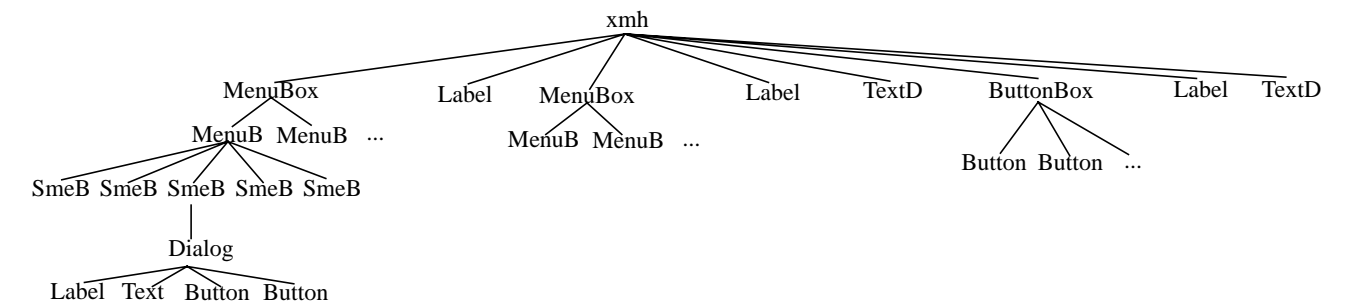 xmh
MenuBox Label MenuBox Label TextD ButtonBox Label TextD
MenuB MenuB ... MenuB MenuB ... Button Button ...
SmeB SmeB SmeB SmeB SmeB
Dialog
Label Text Button Button